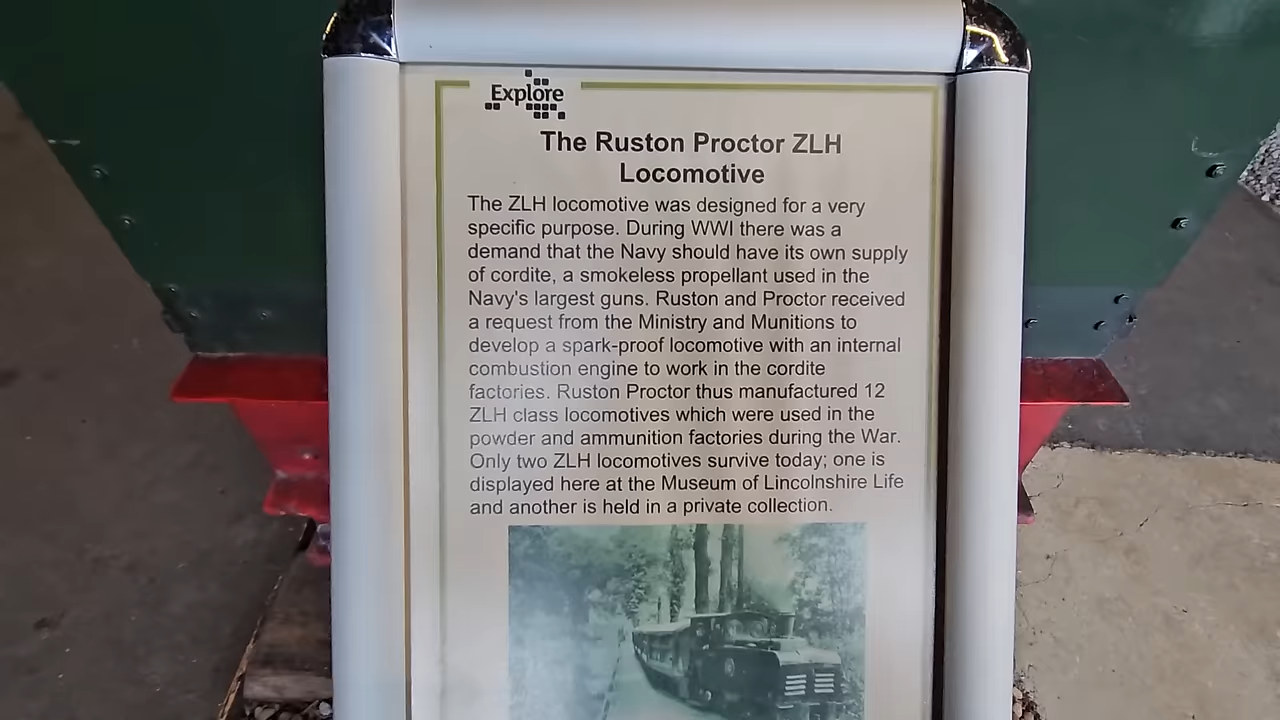 Explore
The Ruston Proctor ZLH
Locomotive
The ZLH locomotive was designed for a very
specific purpose. During WWI there was a
demand that the Navy should have its own supply
of cordite, a smokeless propellant used in the
Navy's largest guns. Ruston and Proctor received
a request from the Ministry and Munitions to
develop a spark-proof locomotive with an internal
combustion engine to work in the cordite
factories. Ruston Proctor thus manufactured 12
ZLH class locomotives which were used in the
powder and ammunition factories during the War.
Only two ZLH locomotives survive today; one is
displayed here at the Museum of Lincolnshire Life
and another is held in a private collection.